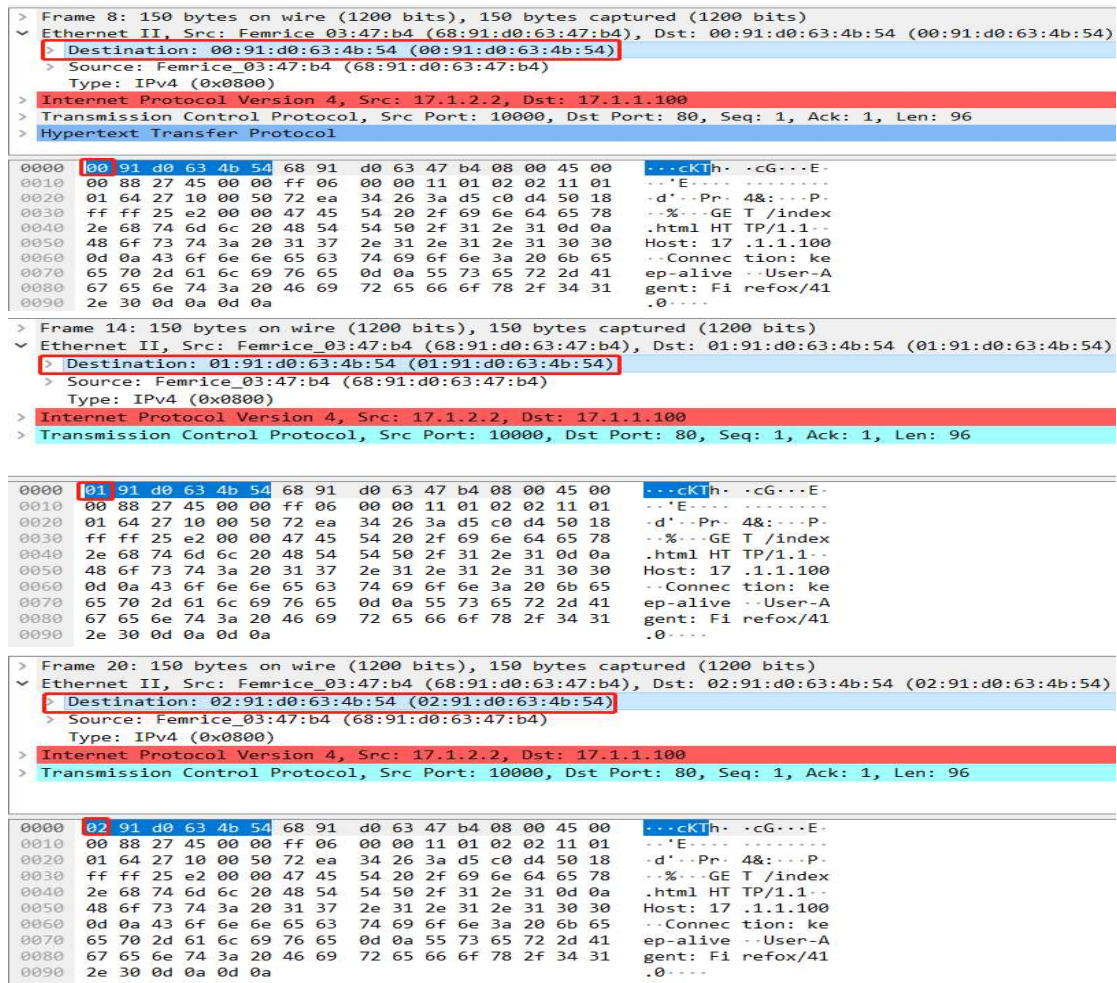 > Frame 8: 150 bytes on wire (1200 bits), 150 bytes captured (1200 bits)
Ethernet II, Src: Femrice 03:47:b4 (68:91:d0:63:47:b4), Dst: 00:91:d0:63:4b:54 (00:91:d0:63:4b:54)
> Destination: 00:91:d0:63:4b:54 (00:91:d0:63:4b:54)
> Source: Femrice_03:47:b4 (68:91:d0:63:47:b4)
Type: IPv4 (0x0800)
> Internet Protocol Version 4, Src: 17.1.2.2, Dst: 17.1.1.100
> Transmission Control Protocol, Src Port: 10000, Dst Port: 80, Seq: 1, Ack: 1, Len: 96
> Hypertext Transfer Protocol
0000 00 91 d0 63 4b 54 68 91 d0 63 47 b4 08 00 45 00 ···cKTh· ·cG···E·
0010 00 88 27 45 00 00 ff 06 00 00 11 01 02 02 11 01 ··'E···· ········
0020 01 64 27 10 00 50 72 ea 34 26 3a d5 c0 d4 50 18 ·d'··Pr· 4&:···P·
0030 ff ff 25 e2 00 00 47 45 54 20 2f 69 6e 64 65 78 ··%···GE T /index
0040 2e 68 74 6d 6c 20 48 54 54 50 2f 31 2e 31 0d 0a .html HT TP/1.1··
0050 48 6f 73 74 3a 20 31 37 2e 31 2e 31 2e 31 30 30 Host: 17 .1.1.100
0060 0d 0a 43 6f 6e 6e 65 63 74 69 6f 6e 3a 20 6b 65 ··Connec tion: ke
0070 65 70 2d 61 6c 69 76 65 0d 0a 55 73 65 72 2d 41 ep-alive ··User-A
0080 67 65 6e 74 3a 20 46 69 72 65 66 6f 78 2f 34 31 gent: Fi refox/41
0090 2e 30 0d 0a 0d 0a .0····
> Frame 14: 150 bytes on wire (1200 bits), 150 bytes captured (1200 bits)
Ethernet II, Src: Femrice_03:47:b4 (68:91:d0:63:47:b4), Dst: 01:91:d0:63:4b:54 (01:91:d0:63:4b:54)
> Destination: 01:91:d0:63:4b:54 (01:91:d0:63:4b:54)
> Source: Femrice_03:47:b4 (68:91:d0:63:47:b4)
Type: IPv4 (0x0800)
> Internet Protocol Version 4, Src: 17.1.2.2, Dst: 17.1.1.100
> Transmission Control Protocol, Src Port: 10000, Dst Port: 80, Seq: 1, Ack: 1, Len: 96
0000 01 91 d0 63 4b 54 68 91 d0 63 47 b4 08 00 45 00 ···cKTh· ·cG···E·
0010 00 88 27 45 00 00 ff 06 00 00 11 01 02 02 11 01 ··'E···· ········
0020 01 64 27 10 00 50 72 ea 34 26 3a d5 c0 d4 50 18 ·d'··Pr· 4&:···P·
0030 ff ff 25 e2 00 00 47 45 54 20 2f 69 6e 64 65 78 ··%···GE T /index
0040 2e 68 74 6d 6c 20 48 54 54 50 2f 31 2e 31 0d 0a .html HT TP/1.1··
0050 48 6f 73 74 3a 20 31 37 2e 31 2e 31 2e 31 30 30 Host: 17 .1.1.100
0060 0d 0a 43 6f 6e 6e 65 63 74 69 6f 6e 3a 20 6b 65 ··Connec tion: ke
0070 65 70 2d 61 6c 69 76 65 0d 0a 55 73 65 72 2d 41 ep-alive ··User-A
0080 67 65 6e 74 3a 20 46 69 72 65 66 6f 78 2f 34 31 gent: Fi refox/41
0090 2e 30 0d 0a 0d 0a .0····
> Frame 20: 150 bytes on wire (1200 bits), 150 bytes captured (1200 bits)
Ethernet II, Src: Femrice_03:47:b4 (68:91:d0:63:47:b4), Dst: 02:91:d0:63:4b:54 (02:91:d0:63:4b:54)
> Destination: 02:91:d0:63:4b:54 (02:91:d0:63:4b:54)
> Source: Femrice_03:47:b4 (68:91:d0:63:47:b4)
Type: IPv4 (0x0800)
> Internet Protocol Version 4, Src: 17.1.2.2, Dst: 17.1.1.100
> Transmission Control Protocol, Src Port: 10000, Dst Port: 80, Seq: 1, Ack: 1, Len: 96
0000 02 91 d0 63 4b 54 68 91 d0 63 47 b4 08 00 45 00 ···cKTh· ·cG···E·
0010 00 88 27 45 00 00 ff 06 00 00 11 01 02 02 11 01 ··'E···· ········
0020 01 64 27 10 00 50 72 ea 34 26 3a d5 c0 d4 50 18 ·d'··Pr· 4&:···P·
0030 ff ff 25 e2 00 00 47 45 54 20 2f 69 6e 64 65 78 ··%···GE T /index
0040 2e 68 74 6d 6c 20 48 54 54 50 2f 31 2e 31 0d 0a .html HT TP/1.1··
0050 48 6f 73 74 3a 20 31 37 2e 31 2e 31 2e 31 30 30 Host: 17 .1.1.100
0060 0d 0a 43 6f 6e 6e 65 63 74 69 6f 6e 3a 20 6b 65 ··Connec tion: ke
0070 65 70 2d 61 6c 69 76 65 0d 0a 55 73 65 72 2d 41 ep-alive ··User-A
0080 67 65 6e 74 3a 20 46 69 72 65 66 6f 78 2f 34 31 gent: Fi refox/41
0090 2e 30 0d 0a 0d 0a .0····